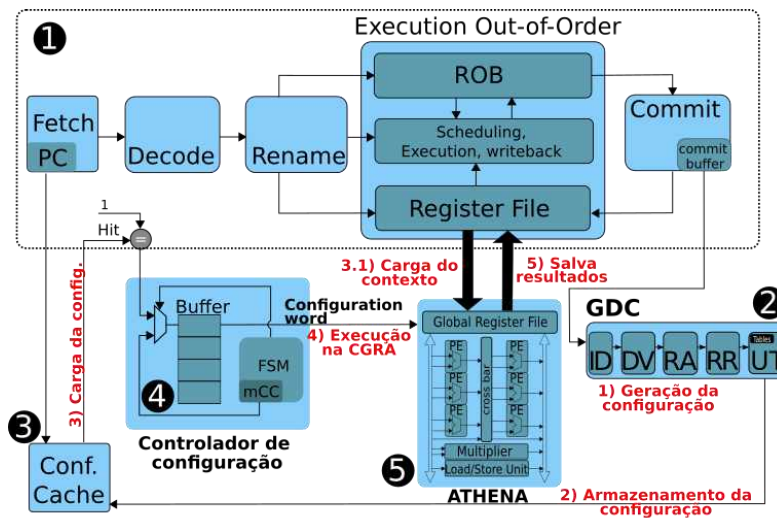 1
Execution Out-of-Order
Fetch
PC
Decode
Rename
ROB
Scheduling,
Execution, writeback
Register File
Commit
commit
buffer
1
Hit
=
3) Carga da config.
3.1) Carga do
contexto
5) Salva
resultados
Buffer
FSM
mCC
4
Controlador de
configuração
Configuration
word
4) Execução
na CGRA
Global Register File
PE
PE
PE
PE
PE
PE
cross bar
Multiplier
Load/Store Unit
5
ATHENA
GDC
2
ID
DV
RA
RR
Tables
UT
1) Geração da
configuração
3
Conf.
Cache
2) Armazenamento da
configuração